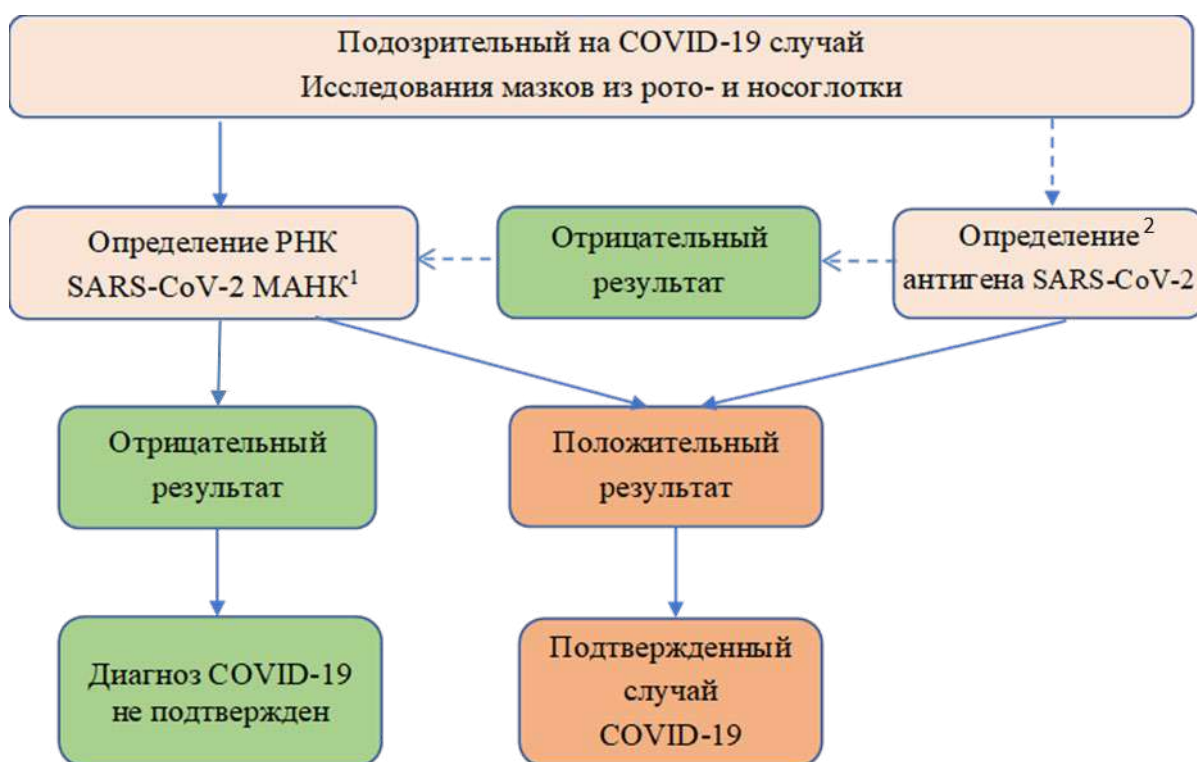 Подозрительный на COVID-19 случай
Исследования мазков из рото- и носоглотки
Определение РНК
SARS-CoV-2 МАНК¹
Отрицательный
результат
Определение²
антигена SARS-CoV-2
Отрицательный
результат
Положительный
результат
Диагноз COVID-19
не подтвержден
Подтвержденный
случай
COVID-19